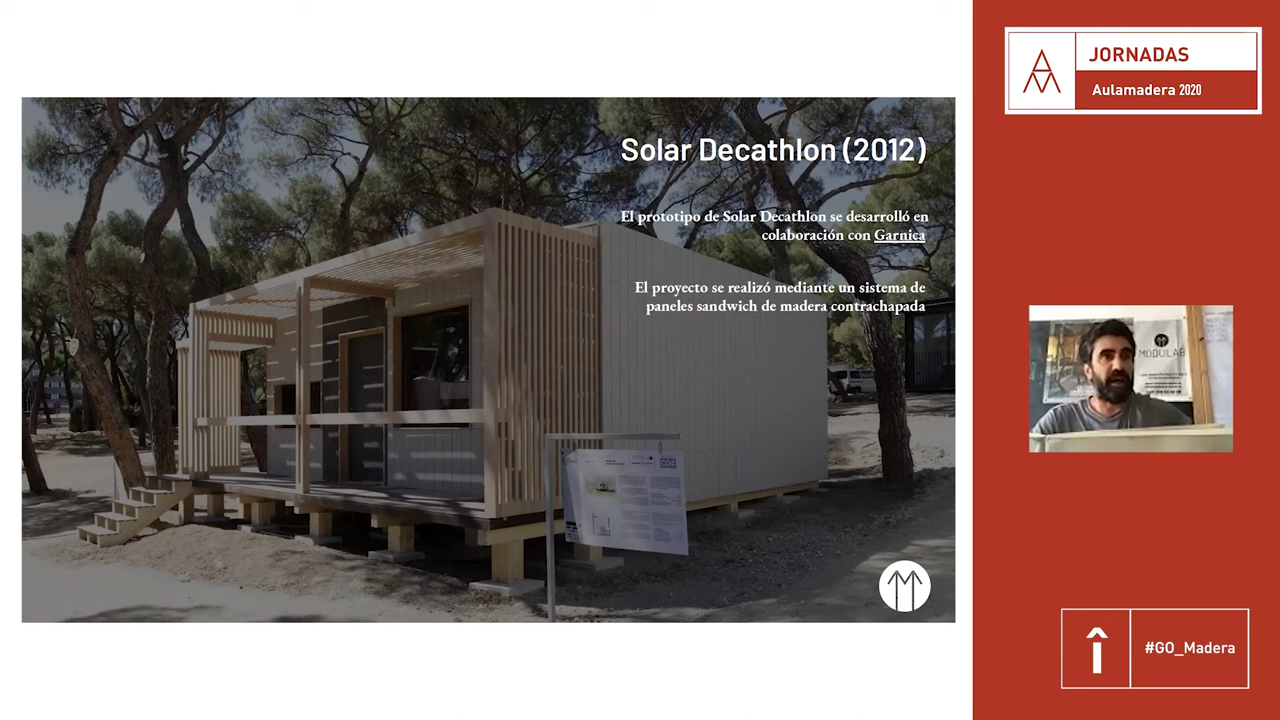 Solar Decathlon (2012)
El prototipo de Solar Decathlon se desarrolló en
colaboración con Garnica
El proyecto se realizó mediante un sistema de
paneles sandwich de madera contrachapada
JORNADAS
Aulamadera 2020
MODULAB
#GO_Madera